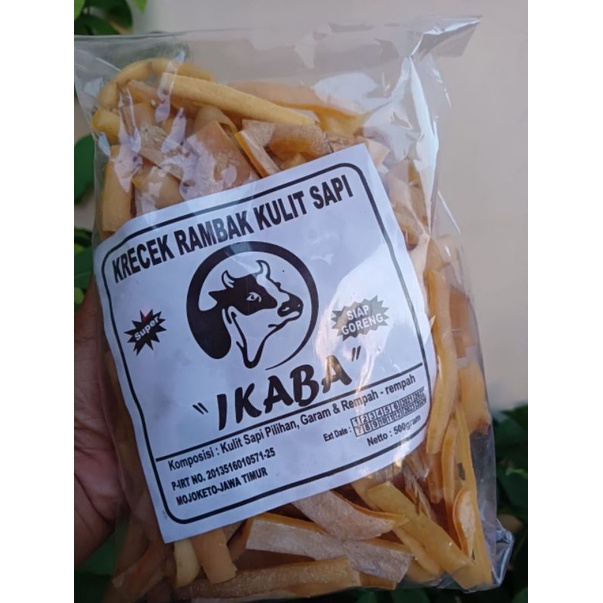 KRECEK RAMBAK KULIT SAPI
Super
SIAP
GORENG
"IKABA"
Komposisi : Kulit Sapi Pilihan, Garam & Rempah - rempah
Ext Date :
P-IRT NO. 2013516010571-25
Netto : 500gram
MOJOKETO-JAWA TIMUR